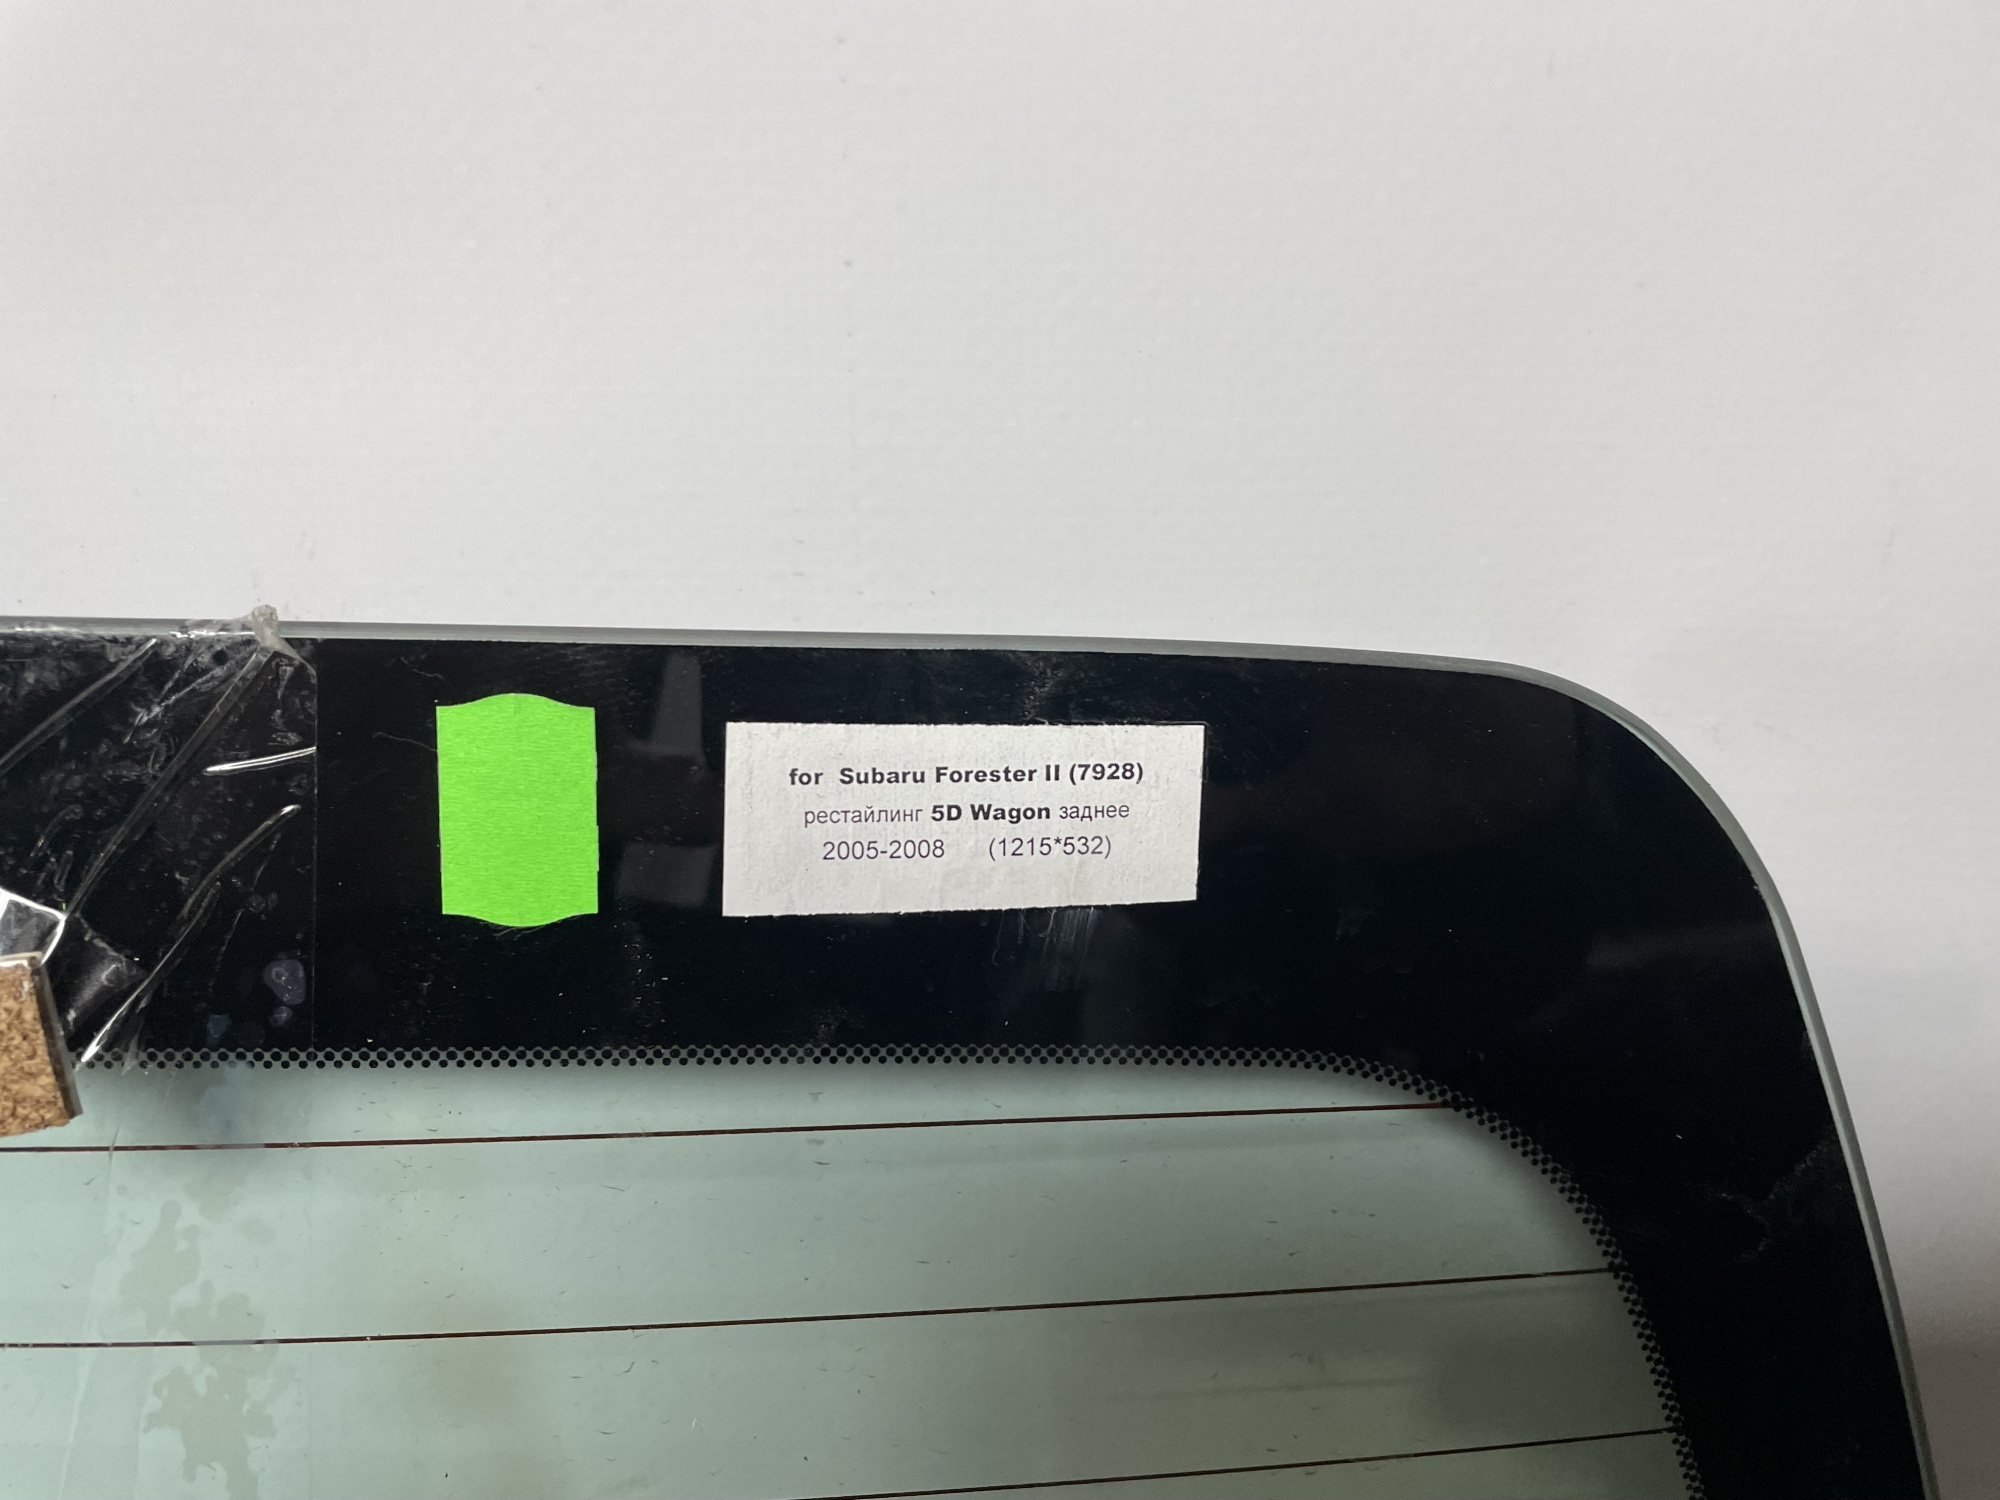 for Subaru Forester II (7928)
рестайлинг 5D Wagon заднее
2005-2008 (1215*532)